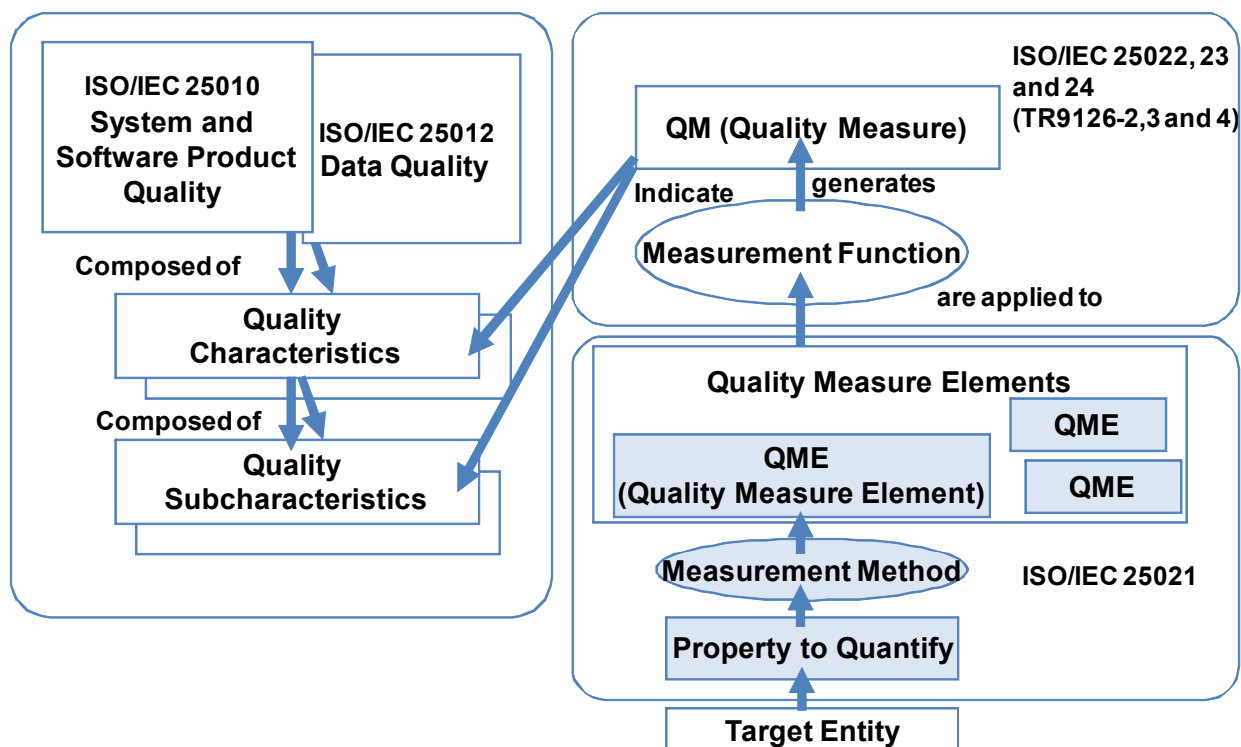 ISO/IEC 25010
System and
Software Product
Quality
ISO/IEC 25012
Data Quality
Composed of
Quality
Characteristics
Composed of
Quality
Subcharacteristics
ISO/IEC 25022, 23
and 24
(TR9126-2,3 and 4)
QM (Quality Measure)
Indicate
generates
Measurement Function
are applied to
Quality Measure Elements
QME
QME
(Quality Measure Element)
QME
Measurement Method
ISO/IEC 25021
Property to Quantify
Target Entity